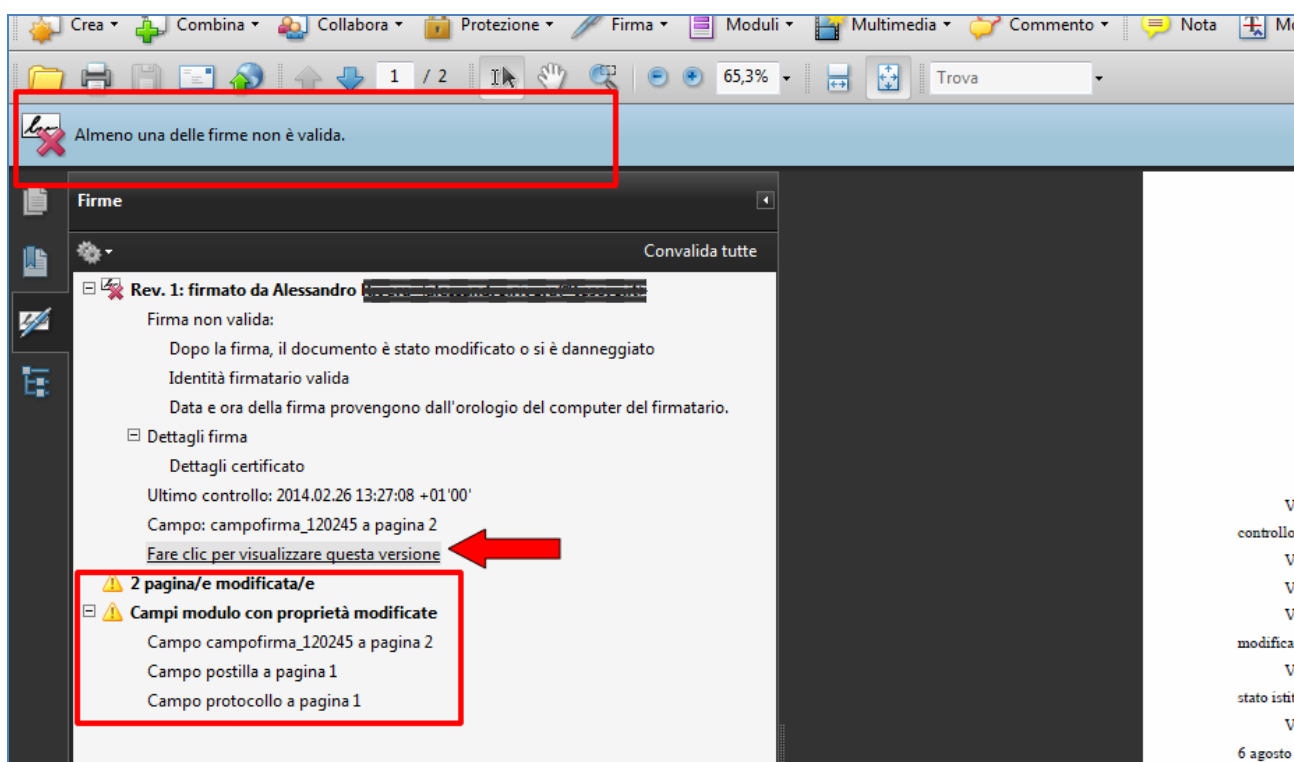 Crea Combina Collabora Protezione Firma Moduli Multimedia Commento Nota
1 / 2 65,3% Trova
Almeno una delle firme non è valida.
Firme
Convalida tutte
Rev. 1: firmato da Alessandro
Firma non valida:
Dopo la firma, il documento è stato modificato o si è danneggiato
Identità firmatario valida
Data e ora della firma provengono dall'orologio del computer del firmatario.
Dettagli firma
Dettagli certificato
Ultimo controllo: 2014.02.26 13:27:08 +01'00'
Campo: campofirma_120245 a pagina 2
Fare clic per visualizzare questa versione
2 pagina/e modificata/e
Campi modulo con proprietà modificate
Campo campofirma_120245 a pagina 2
Campo postilla a pagina 1
Campo protocollo a pagina 1
V
controllo
V
V
V
modifica
V
stato isti
V
6 agosto